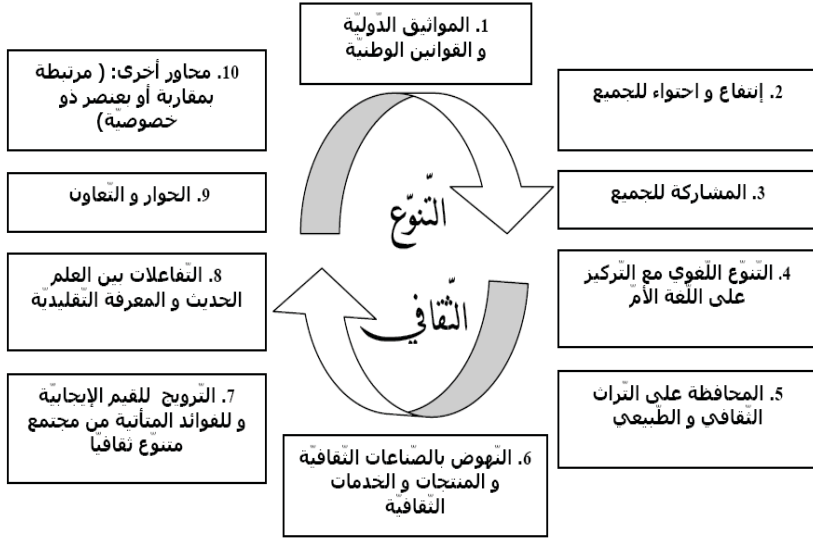 1. المواثيق الدّوليّة
و القوانين الوطنيّة
2. إنتفاع و احتواء للجميع
3. المشاركة للجميع
4. التّنوّع اللّغوي مع التّركيز
على اللّغة الأمّ
5. المحافظة على التّراث
الثّقافي و الطّبيعي
6. النّهوض بالصّناعات الثّقافيّة
و المنتجات و الخدمات
الثّقافيّة
7. التّرويج للقيم الإيجابيّة
و للفوائد المتأتية من مجتمع
متنوّع ثقافيّا
8. التّفاعلات بين العلم
الحديث و المعرفة التّقليديّة
9. الحوار و التّعاون
10. محاور أخرى: ( مرتبطة
بمقاربة أو بعنصر ذو
خصوصيّة)
التّنوّع
الثّقافي